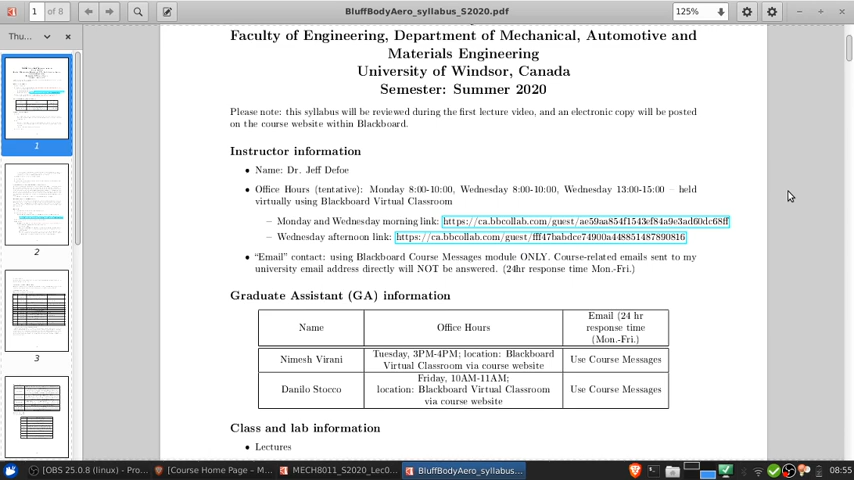 1 of 8
BluffBodyAero_syllabus_S2020.pdf
125%
Thu...
1
2
3
Faculty of Engineering, Department of Mechanical, Automotive and
Materials Engineering
University of Windsor, Canada
Semester: Summer 2020
Please note: this syllabus will be reviewed during the first lecture video, and an electronic copy will be posted
on the course website within Blackboard.
Instructor information
• Name: Dr. Jeff Defoe
• Office Hours (tentative): Monday 8:00-10:00, Wednesday 8:00-10:00, Wednesday 13:00-15:00 – held
virtually using Blackboard Virtual Classroom
– Monday and Wednesday morning link: https://ca.bbcollab.com/guest/ae59aa854f1543ef84a9e3ad60dc68ff
– Wednesday afternoon link: https://ca.bbcollab.com/guest/fff47babdce74900a448851487890816
• “Email” contact: using Blackboard Course Messages module ONLY. Course-related emails sent to my
university email address directly will NOT be answered. (24hr response time Mon.-Fri.)
Graduate Assistant (GA) information
Name
Office Hours
Email (24 hr
response time
(Mon.-Fri.)
Nimesh Virani
Tuesday, 3PM-4PM; location: Blackboard
Virtual Classroom via course website
Use Course Messages
Danilo Stocco
Friday, 10AM-11AM;
location: Blackboard Virtual Classroom
via course website
Use Course Messages
Class and lab information
• Lectures
[OBS 25.0.8 (linux) - Pro...
[Course Home Page – M...
MECH8011_S2020_Lec0...
BluffBodyAero_syllabus...
08:55